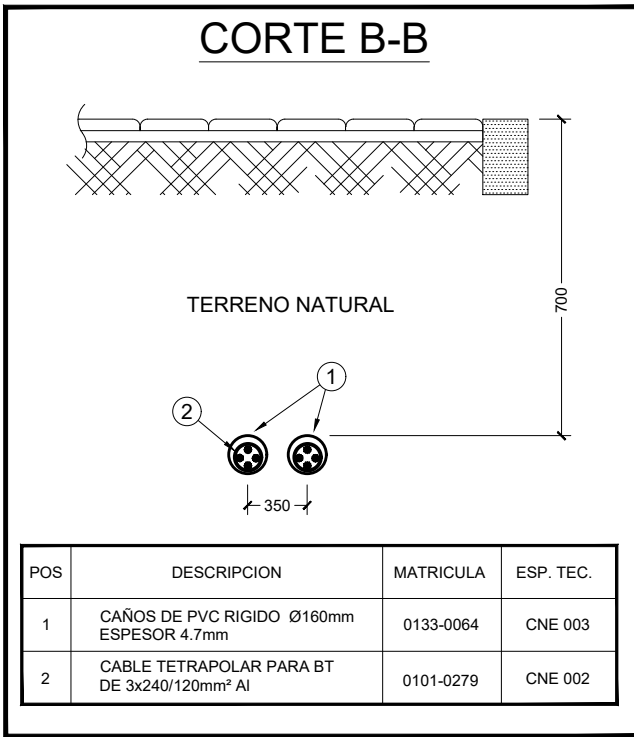 CORTE B-B
TERRENO NATURAL
700
1
2
350
POS DESCRIPCION MATRICULA ESP. TEC.
1 CAÑOS DE PVC RIGIDO Ø160mm
ESPESOR 4.7mm 0133-0064 CNE 003
2 CABLE TETRAPOLAR PARA BT
DE 3x240/120mm² Al 0101-0279 CNE 002